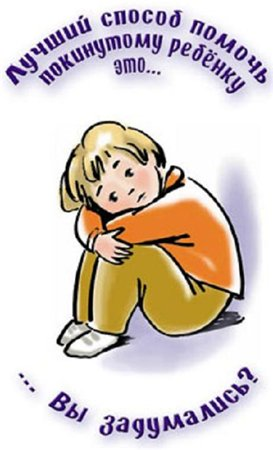 Лучший способ помочь
покинутому ребёнку
это...
... Вы задумались?